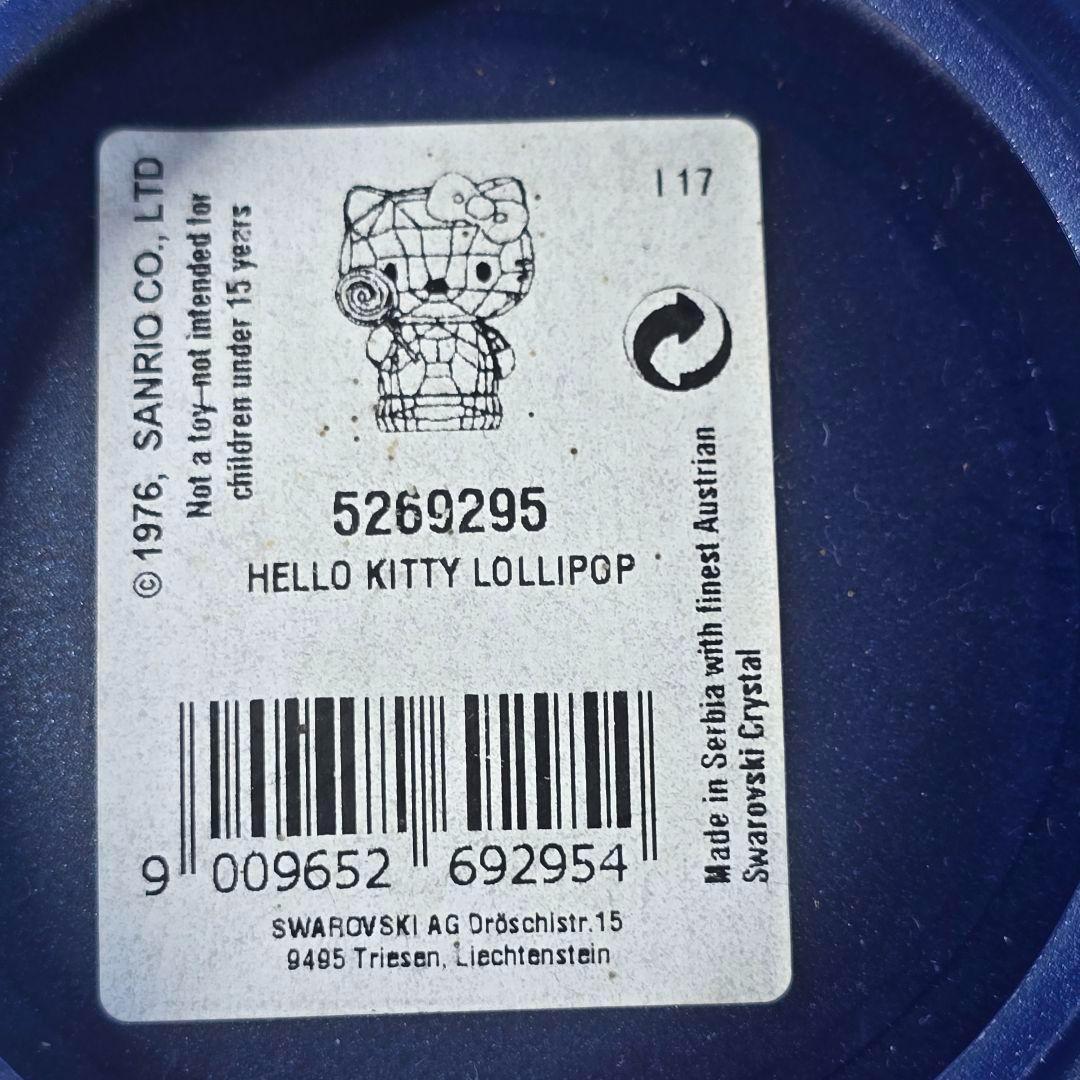 © 1976, SANRIO CO., LTD
Not a toy-not intended for
children under 15 years
I 17
5269295
HELLO KITTY LOLLIPOP
Made in Serbia with finest Austrian
Swarovski Crystal
9 009652 692954
SWAROVSKI AG Dröschistr.15
9495 Triesen, Liechtenstein